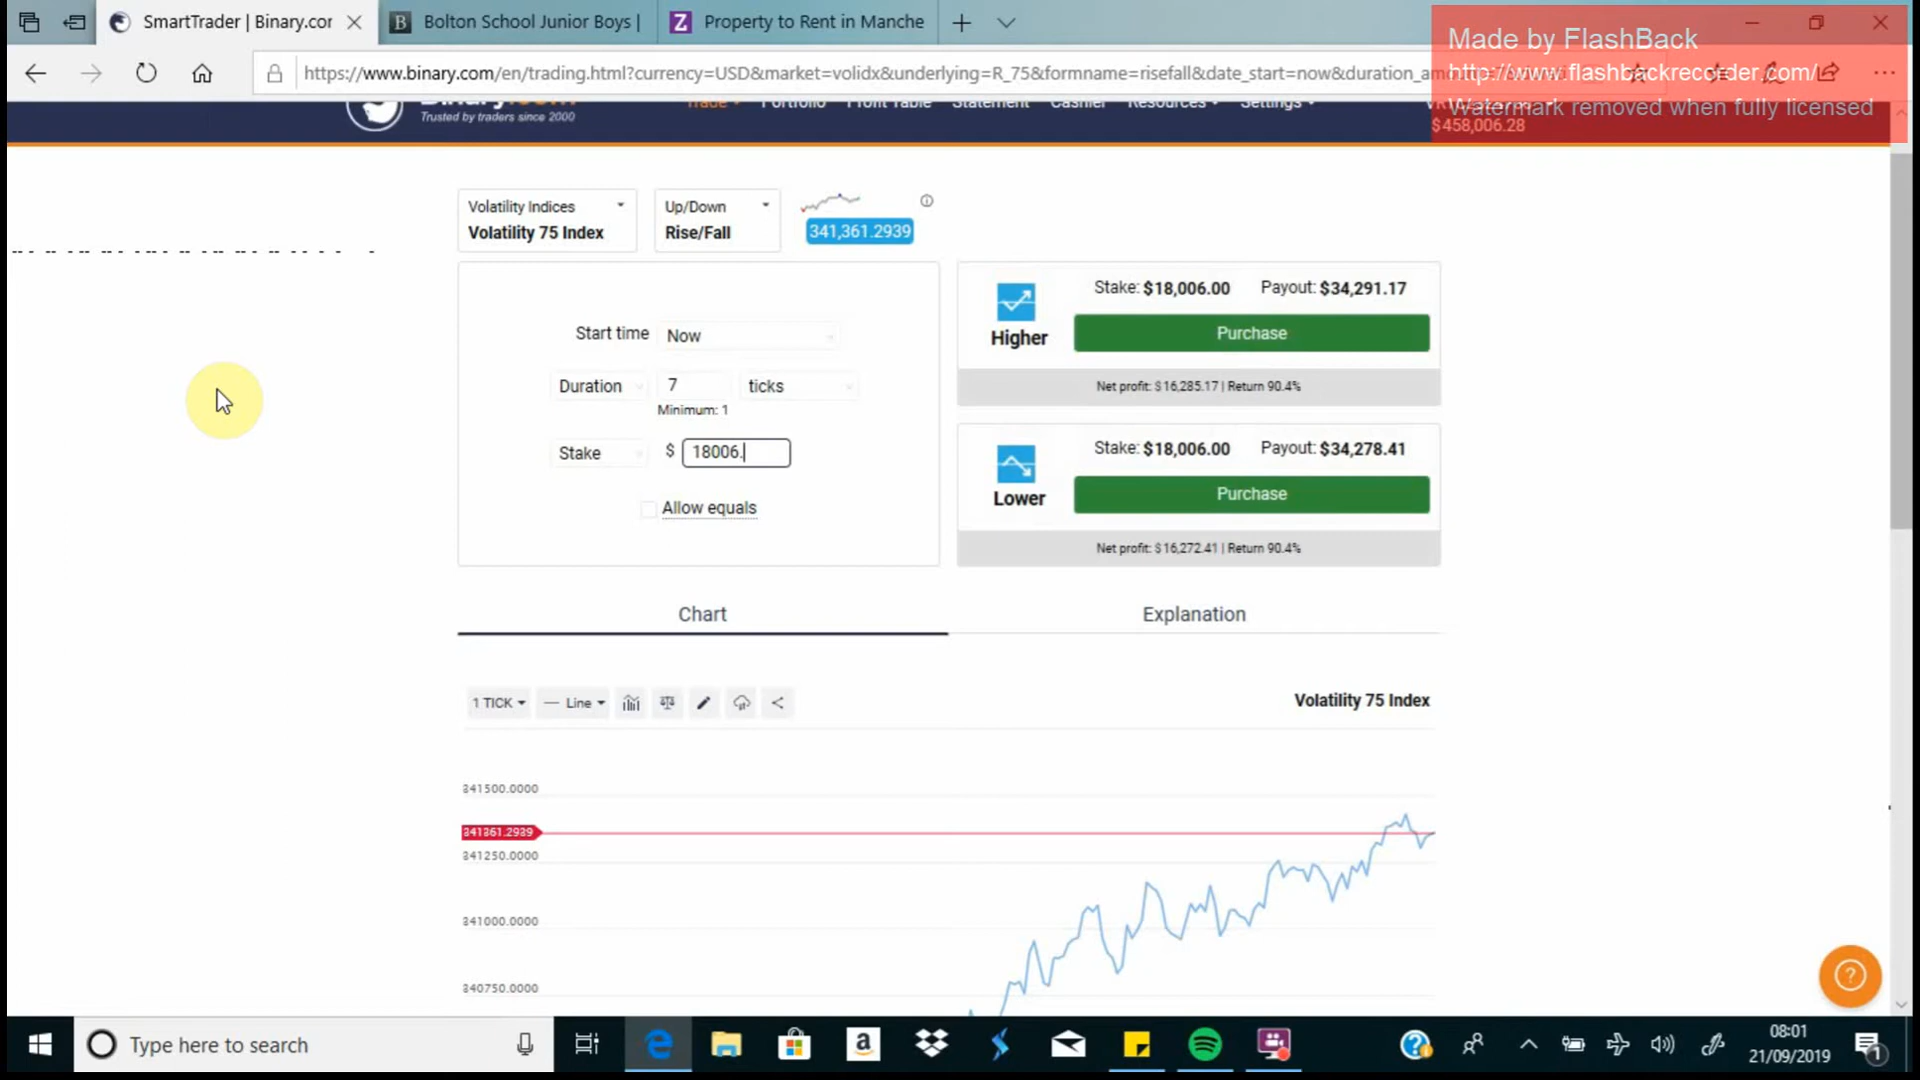 SmartTrader | Binary.cor
Bolton School Junior Boys |
Property to Rent in Manche
Made by FlashBack
http://www.flashbackrecorder.com/
Watermark removed when fully licensed
https://www.binary.com/en/trading.html?currency=USD&market=volidx&underlying=R_75&formname=risefall&date_start=now&duration_am
Binary.com
Trusted by traders since 2000
Trade Portfolio Profit Table Statement Cashier Resources Settings
$458,006.28
Volatility Indices
Volatility 75 Index
Up/Down
Rise/Fall
341,361.2939
Start time Now
Duration 7 ticks
Minimum: 1
Stake $ 18006.
Allow equals
Stake: $18,006.00 Payout: $34,291.17
Higher
Purchase
Net profit: $16,285.17 | Return 90.4%
Stake: $18,006.00 Payout: $34,278.41
Lower
Purchase
Net profit: $16,272.41 | Return 90.4%
Chart
Explanation
1 TICK
Line
Volatility 75 Index
341500.0000
341361.2939
341250.0000
341000.0000
340750.0000
Type here to search
08:01
21/09/2019
1